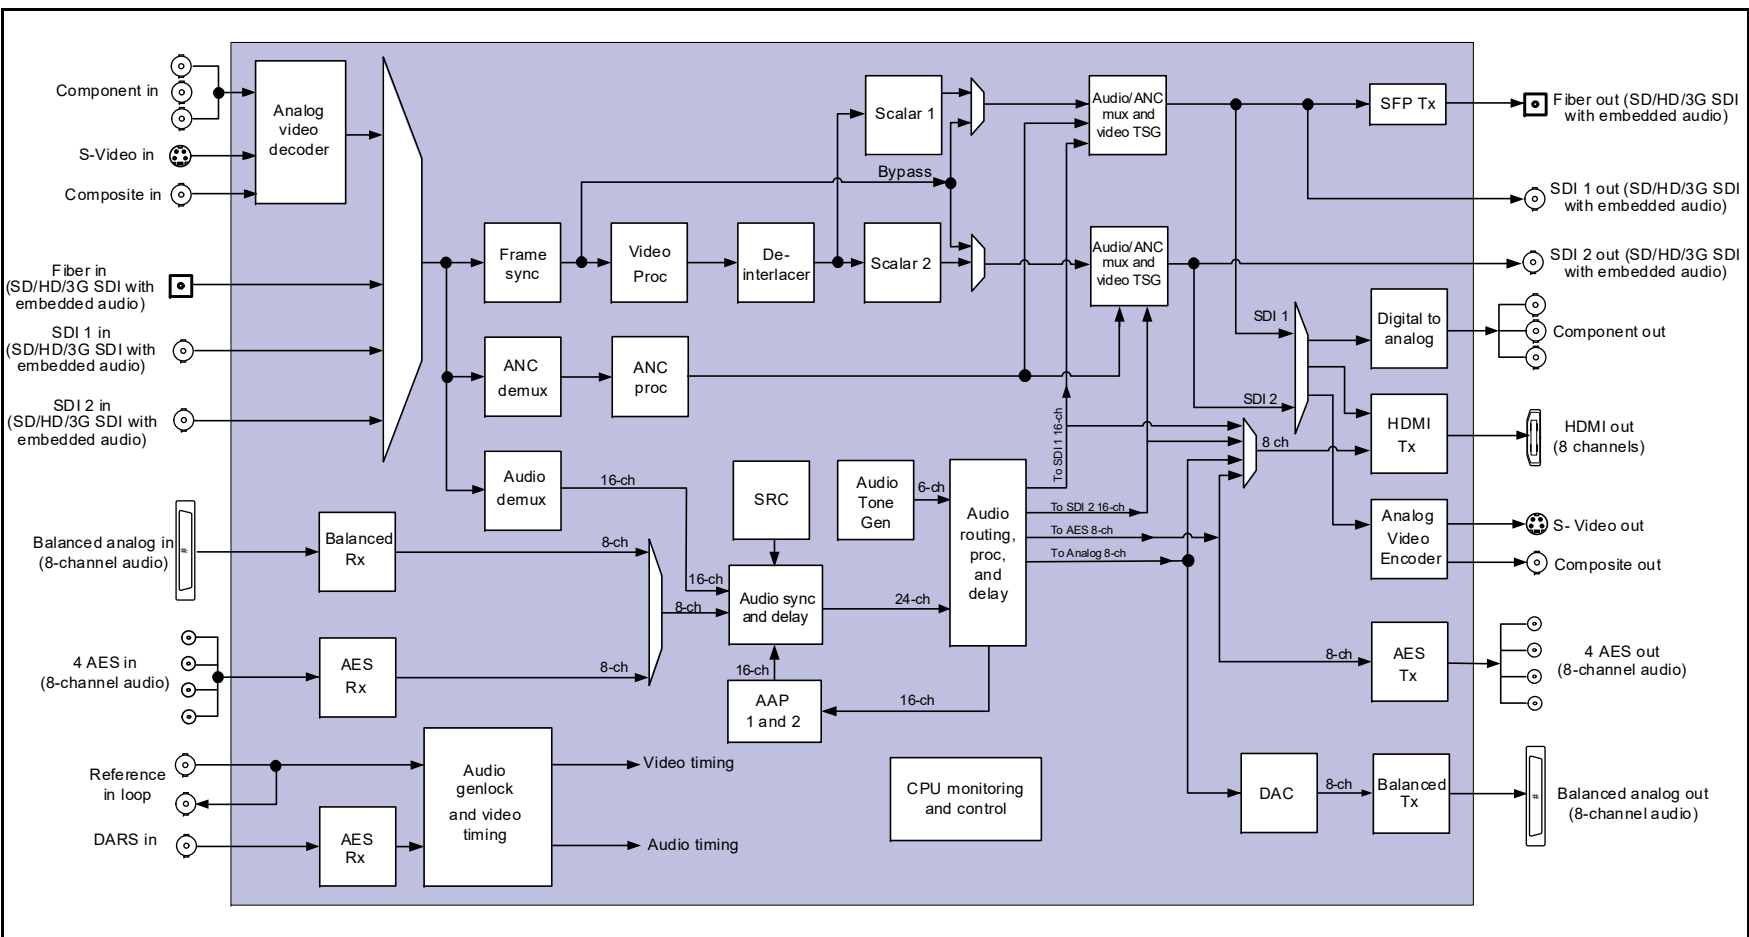 Component in
S-Video in
Composite in
Fiber in
(SD/HD/3G SDI with
embedded audio)
SDI 1 in
(SD/HD/3G SDI with
embedded audio)
SDI 2 in
(SD/HD/3G SDI with
embedded audio)
Balanced analog in
(8-channel audio)
4 AES in
(8-channel audio)
Reference
in loop
DARS in
Analog
video
decoder
Frame
sync
Video
Proc
De-
interlacer
Scalar 1
Bypass
Scalar 2
Audio/ANC
mux and
video TSG
Audio/ANC
mux and
video TSG
SFP Tx
ANC
demux
ANC
proc
Audio
demux
16-ch
SRC
Audio
Tone
Gen
6-ch
Audio
routing,
proc,
and
delay
To SDI 1 16-ch
To SDI 2 16-ch
To AES 8-ch
To Analog 8-ch
Balanced
Rx
8-ch
16-ch
8-ch
Audio sync
and delay
24-ch
AES
Rx
8-ch
16-ch
AAP
1 and 2
16-ch
Audio
genlock
and video
timing
Video timing
Audio timing
AES
Rx
CPU monitoring
and control
SDI 1
SDI 2
8 ch
Digital to
analog
HDMI
Tx
Analog
Video
Encoder
8-ch
AES
Tx
DAC
8-ch
Balanced
Tx
Fiber out (SD/HD/3G SDI
with embedded audio)
SDI 1 out (SD/HD/3G SDI
with embedded audio)
SDI 2 out (SD/HD/3G SDI
with embedded audio)
Component out
HDMI out
(8 channels)
S- Video out
Composite out
4 AES out
(8-channel audio)
Balanced analog out
(8-channel audio)